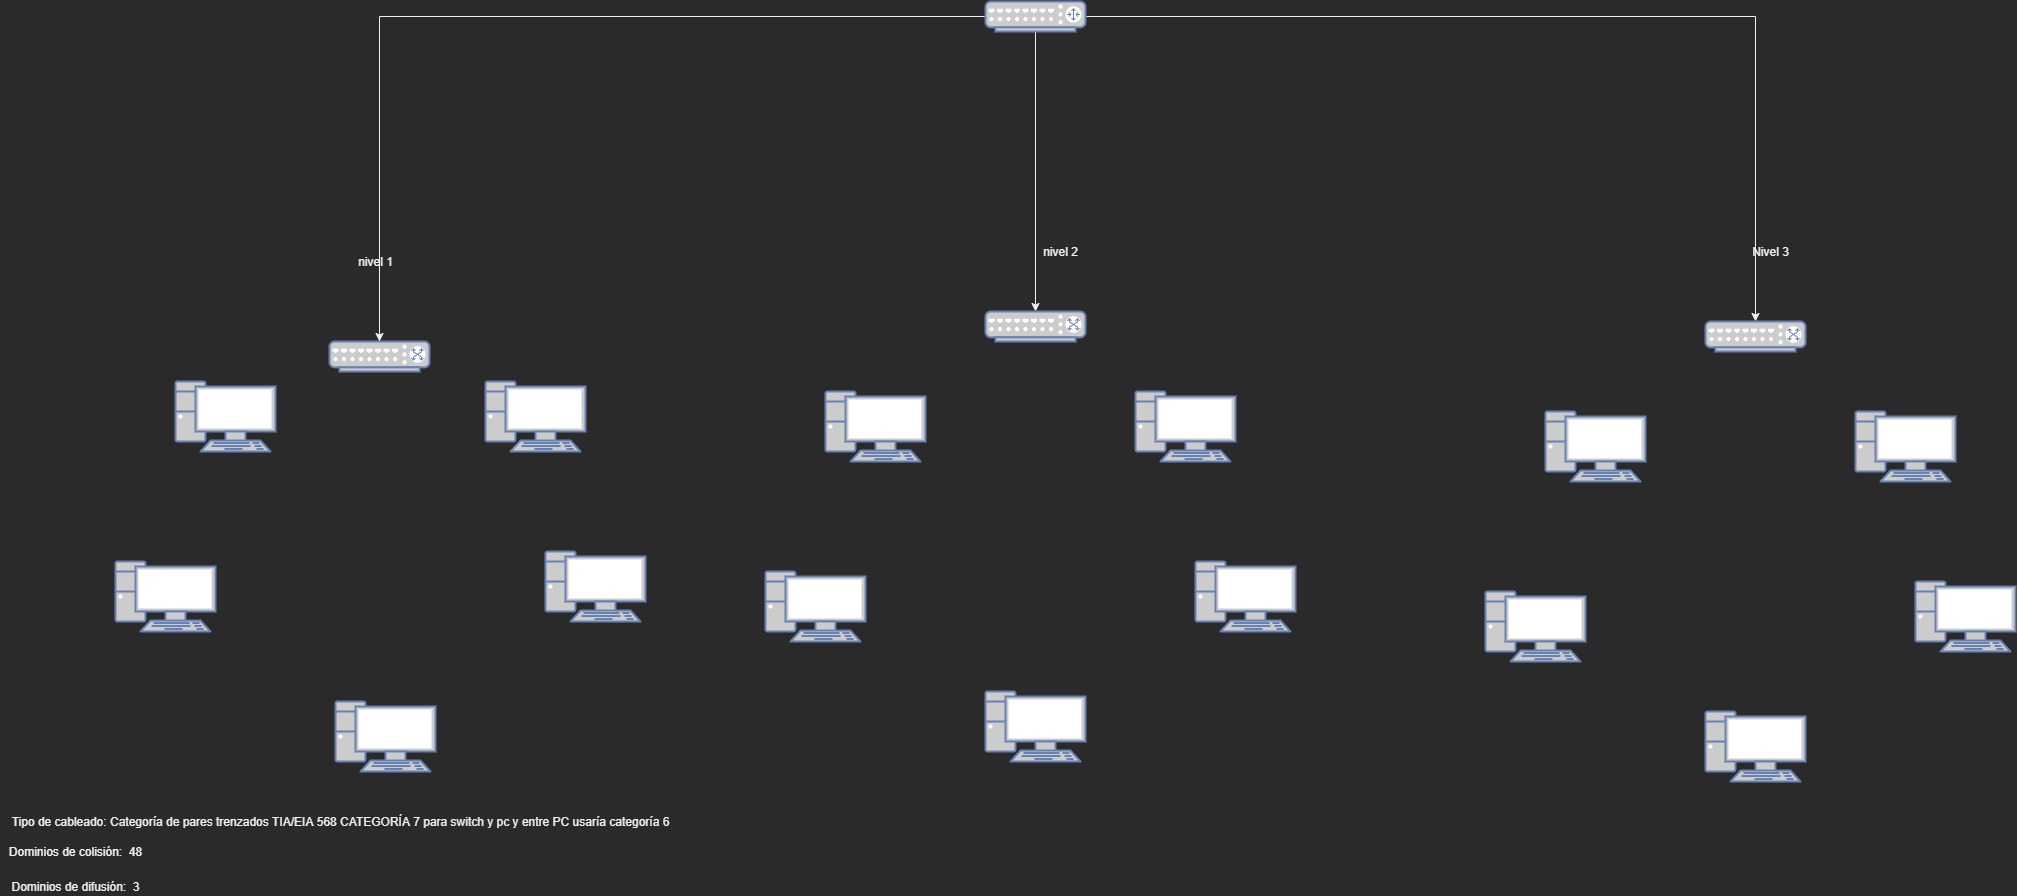 nivel 1
nivel 2
Nivel 3
Tipo de cableado: Categoría de pares trenzados TIA/EIA 568 CATEGORÍA 7 para switch y pc y entre PC usaría categoría 6
Dominios de colisión: 48
Dominios de difusión: 3